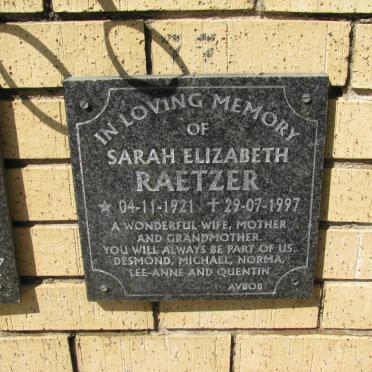 IN LOVING MEMORY
OF
SARAH ELIZABETH
RAETZER
★ 04-11-1921 ✝ 29-07-1997
A WONDERFUL WIFE, MOTHER
AND GRANDMOTHER.
YOU WILL ALWAYS BE PART OF US
DESMOND, MICHAEL, NORMA,
LEE-ANNE AND QUENTIN
AVBOB